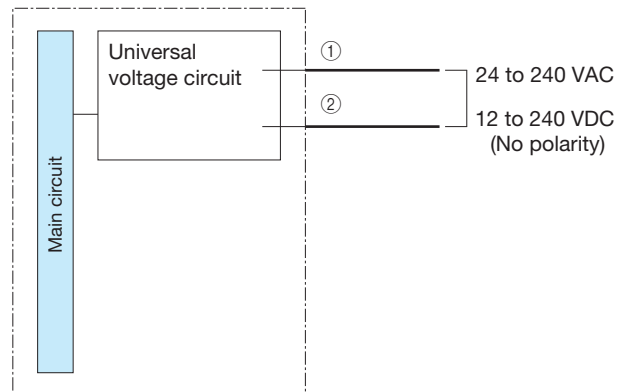 Universal
voltage circuit
①
②
24 to 240 VAC
12 to 240 VDC
(No polarity)
Main circuit